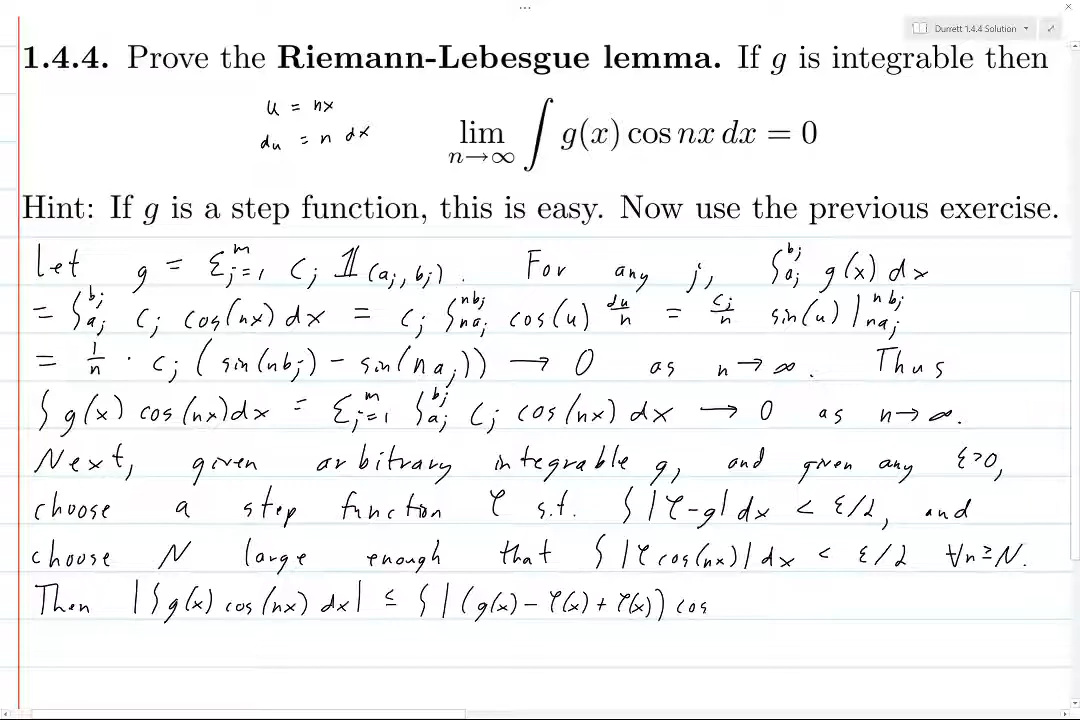 ...
Durrett 1.4.4 Solution
1.4.4. Prove the Riemann-Lebesgue lemma. If g is integrable then
u = nx
du = n dx
lim_{n→∞} ∫ g(x) cos nx dx = 0
Hint: If g is a step function, this is easy. Now use the previous exercise.
Let g = Σ_{j=1}^m c_j 𝟙_{(a_j, b_j)}. For any j, ∫_{a_j}^{b_j} g(x) dx
= ∫_{a_j}^{b_j} c_j cos(nx) dx = c_j ∫_{na_j}^{nb_j} cos(u) du/n = c_j/n sin(u) |_{na_j}^{nb_j}
= 1/n · c_j (sin(nb_j) - sin(na_j)) → 0 as n → ∞. Thus
∫ g(x) cos(nx) dx = Σ_{j=1}^m ∫_{a_j}^{b_j} c_j cos(nx) dx → 0 as n → ∞.
Next, given arbitrary integrable g, and given any ε>0,
choose a step function φ s.t. ∫ |φ-g| dx < ε/2, and
choose N large enough that ∫ |φ cos(nx)| dx < ε/2 ∀n≥N.
Then |∫ g(x) cos(nx) dx| ≤ ∫ |(g(x) - φ(x) + φ(x)) cos